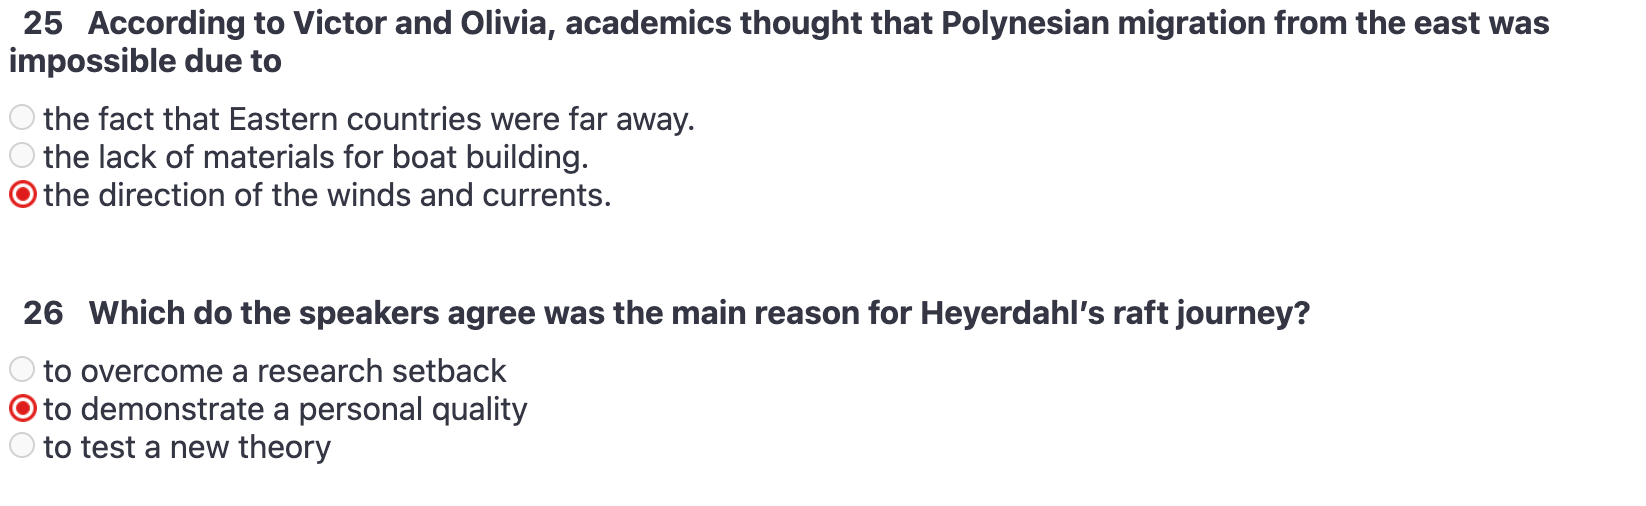 25 According to Victor and Olivia, academics thought that Polynesian migration from the east was
impossible due to
the fact that Eastern countries were far away.
the lack of materials for boat building.
the direction of the winds and currents.
26 Which do the speakers agree was the main reason for Heyerdahl’s raft journey?
to overcome a research setback
to demonstrate a personal quality
to test a new theory